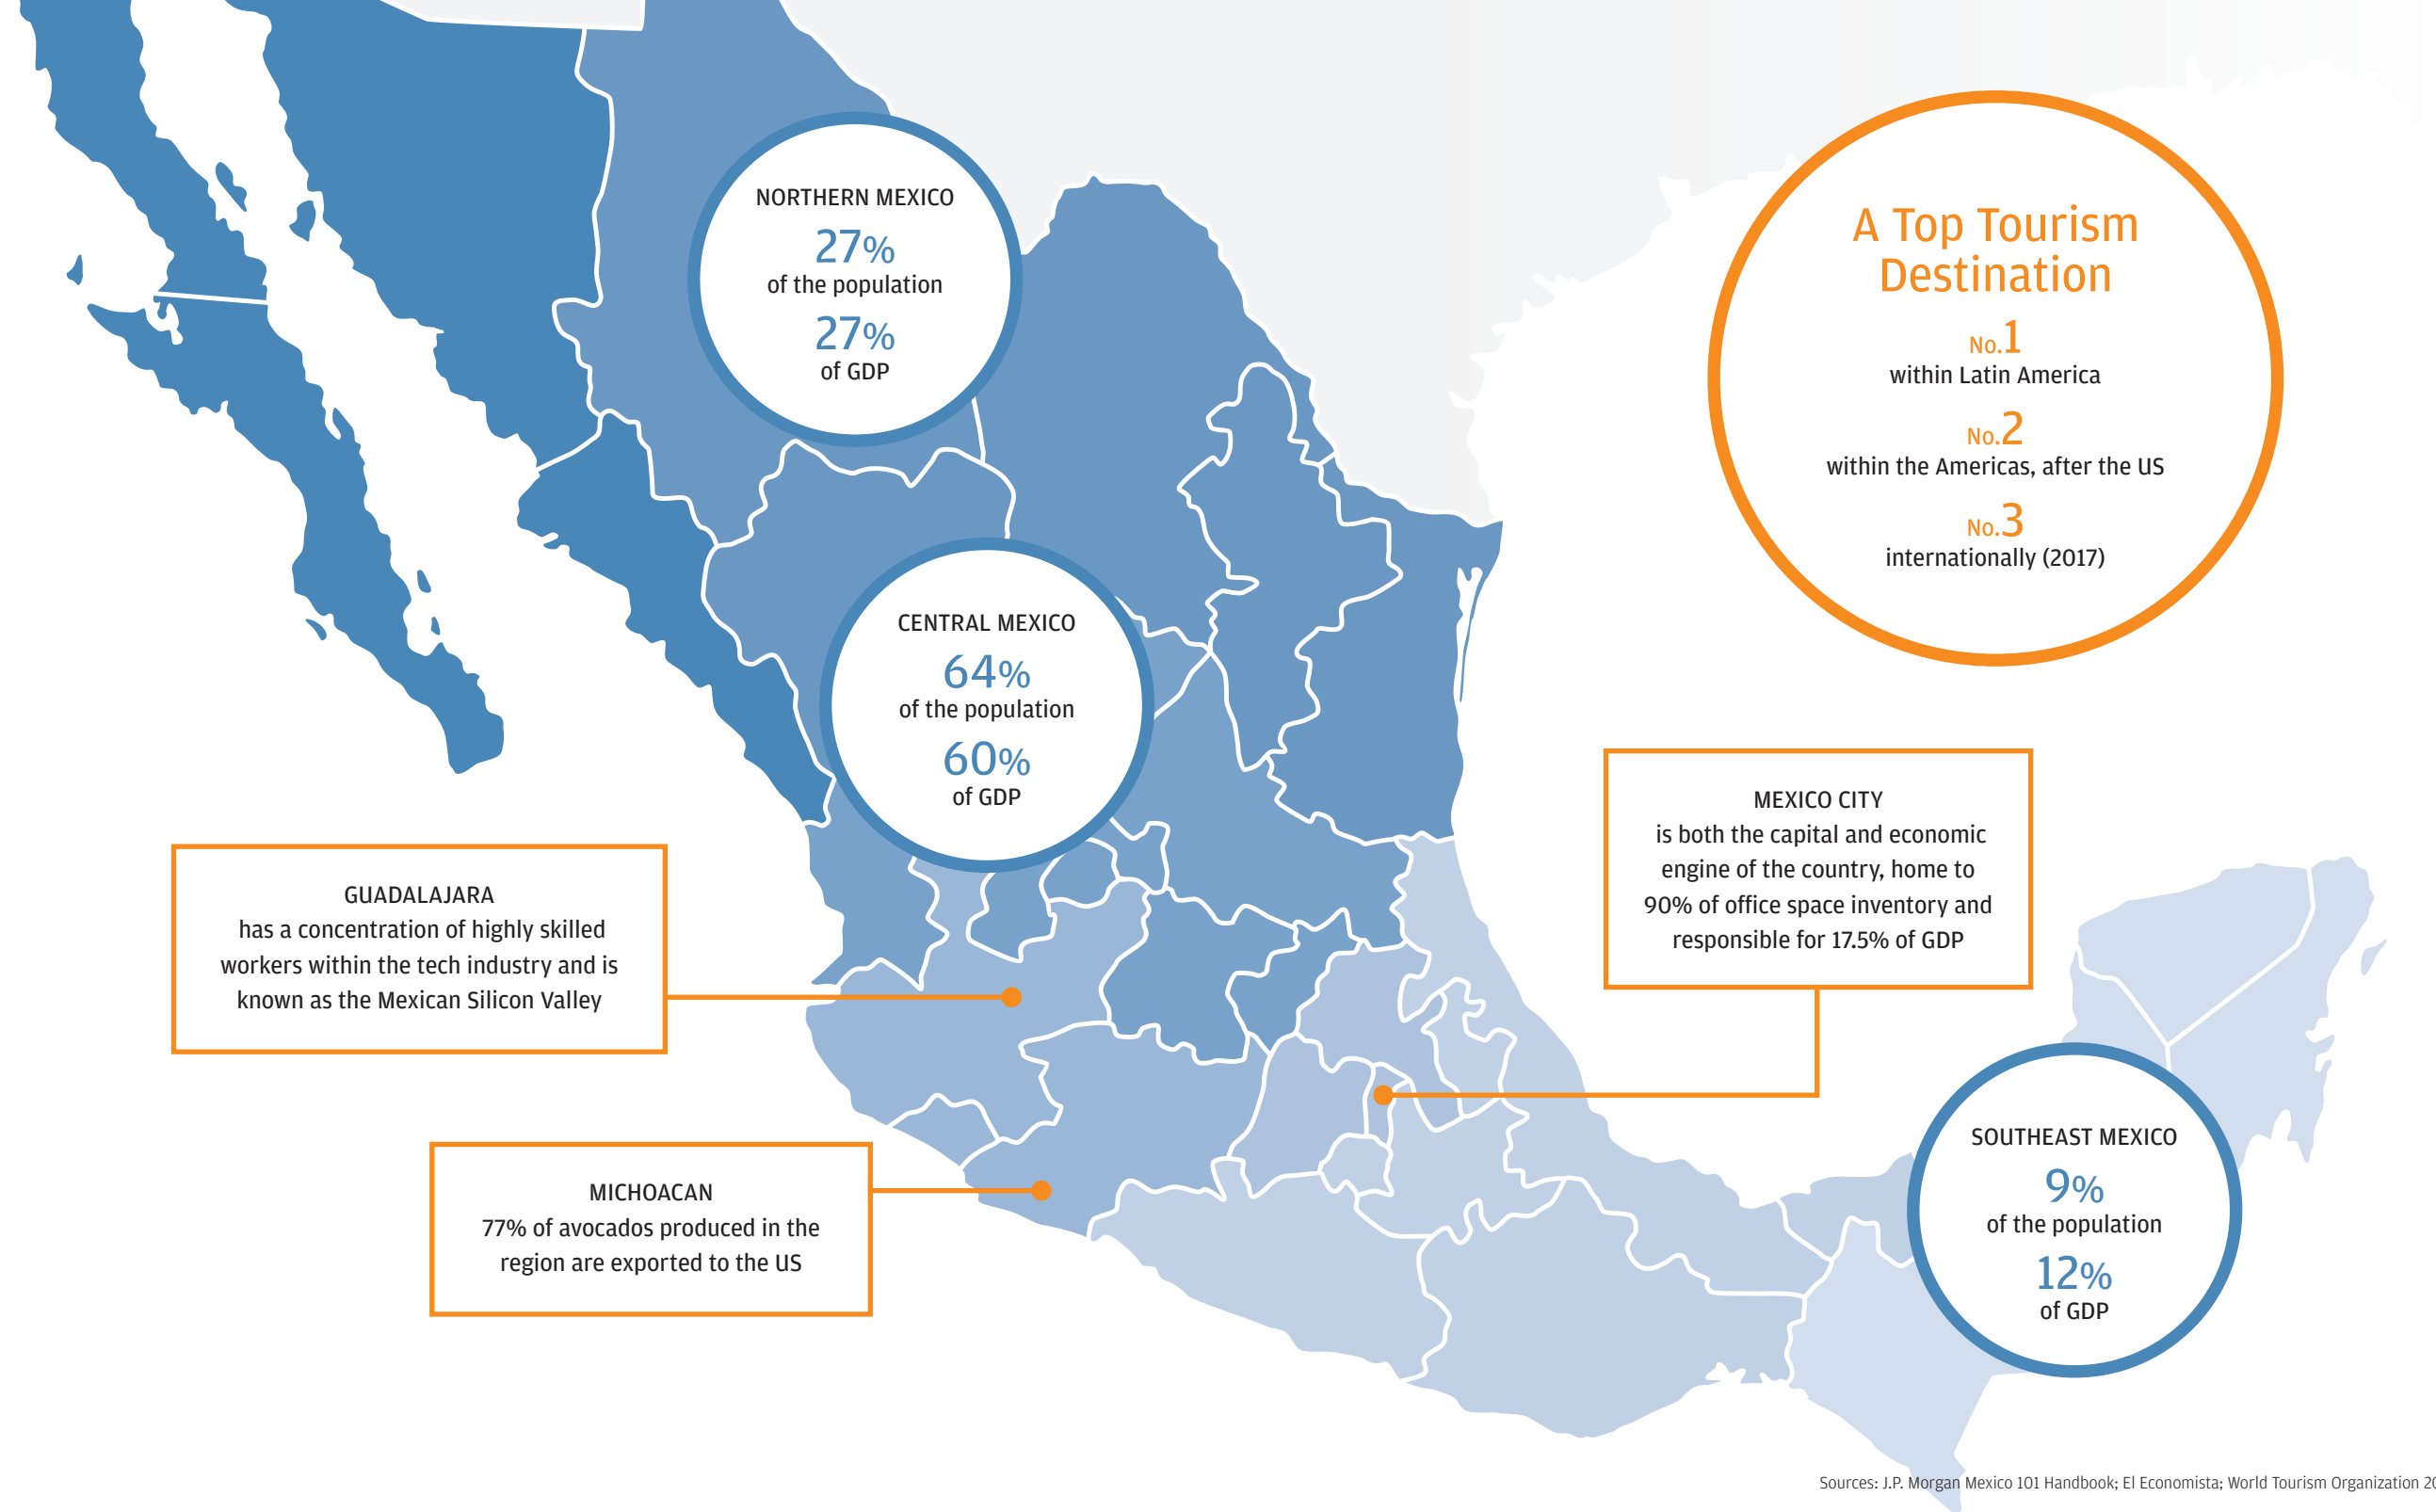 NORTHERN MEXICO
27%
of the population
27%
of GDP
A Top Tourism
Destination
No.1
within Latin America
No.2
within the Americas, after the US
No.3
internationally (2017)
CENTRAL MEXICO
64%
of the population
60%
of GDP
MEXICO CITY
is both the capital and economic
engine of the country, home to
90% of office space inventory and
responsible for 17.5% of GDP
GUADALAJARA
has a concentration of highly skilled
workers within the tech industry and is
known as the Mexican Silicon Valley
MICHOACAN
77% of avocados produced in the
region are exported to the US
SOUTHEAST MEXICO
9%
of the population
12%
of GDP
Sources: J.P. Morgan Mexico 101 Handbook; El Economista; World Tourism Organization